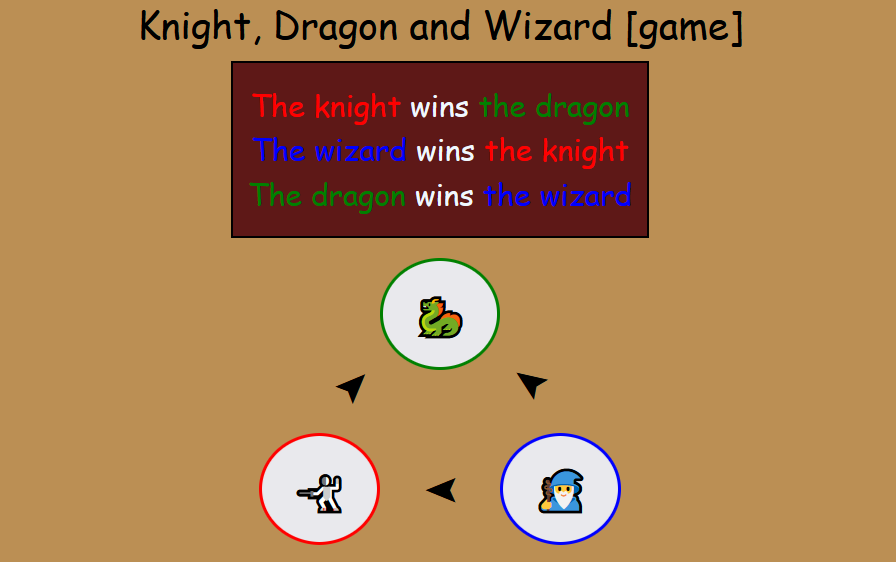 Knight, Dragon and Wizard [game]
The knight wins the dragon
The wizard wins the knight
The dragon wins the wizard